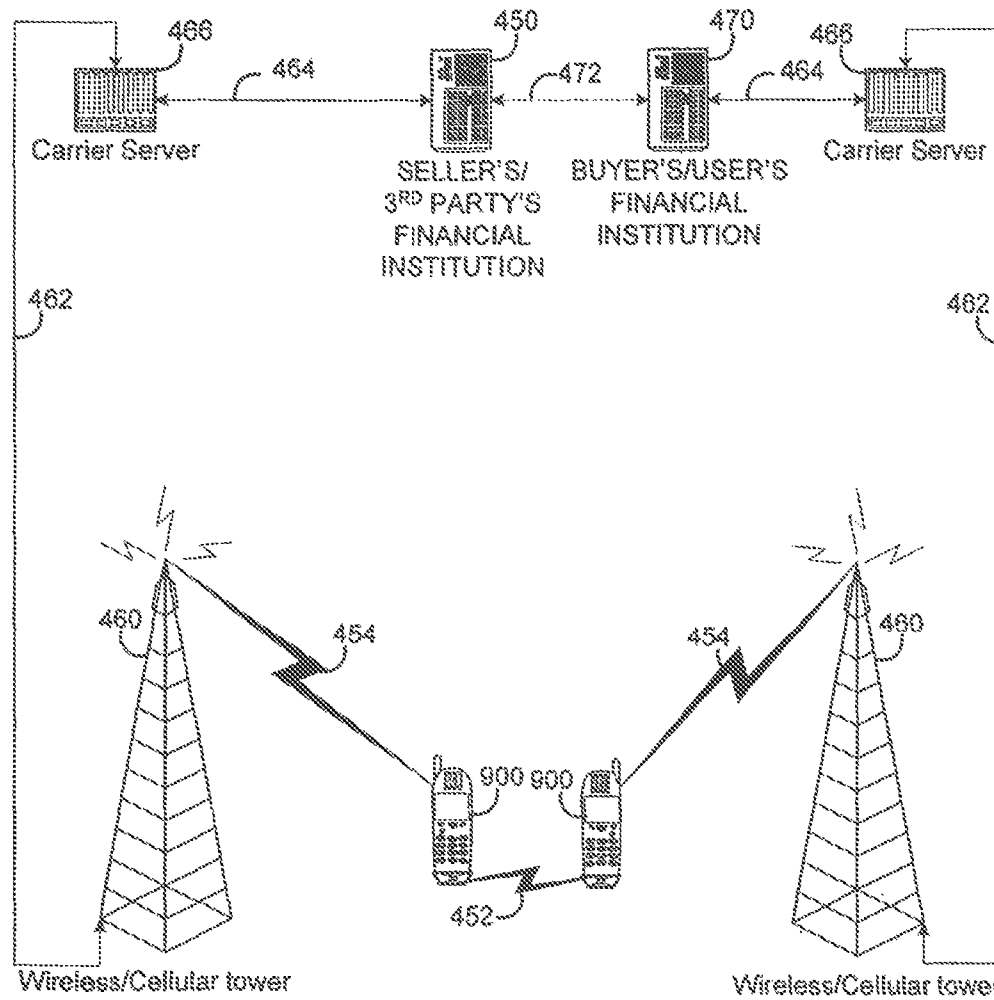 466
450
470
466
464
472
464
Carrier Server
Carrier Server
SELLER'S/
3RD PARTY'S
FINANCIAL
INSTITUTION
BUYER'S/USER'S
FINANCIAL
INSTITUTION
462
462
460
454
454
460
900
900
452
Wireless/Cellular tower
Wireless/Cellular tower